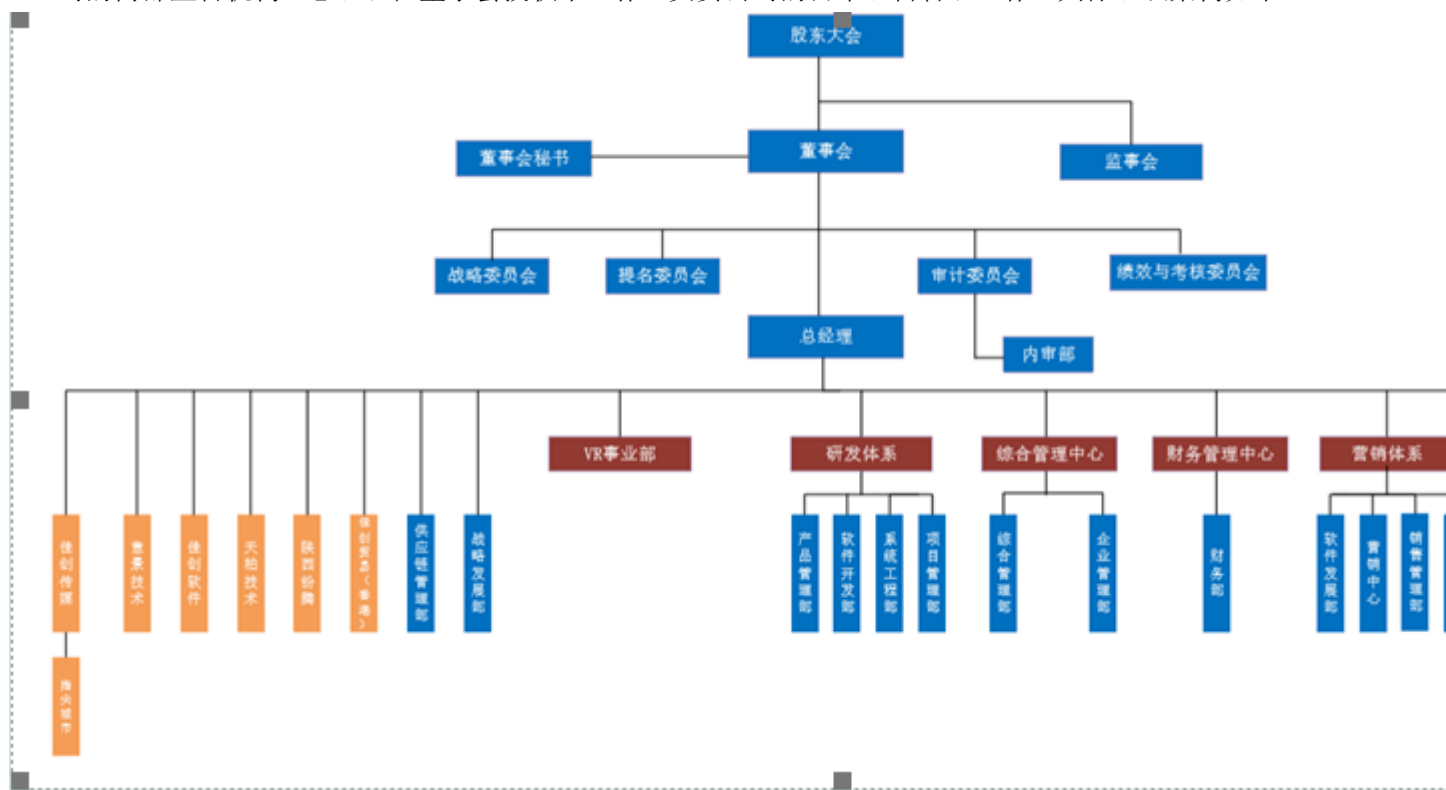 股东大会
董事会秘书
董事会
监事会
战略委员会
提名委员会
审计委员会
绩效与考核委员会
总经理
内审部
VR事业部
研发体系
综合管理中心
财务管理中心
营销体系
佳创传媒
意景技术
佳创软件
天柏技术
陕西纷腾
佳创贸易(香港)
供应链管理部
战略发展部
产品管理部
软件开发部
系统工程部
项目管理部
综合管理部
企业管理部
财务部
软件发展部
营销中心
销售管理部
指尖城市